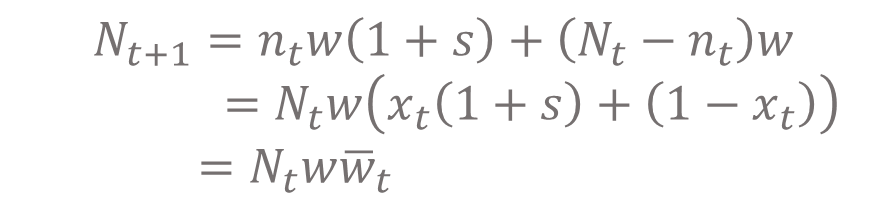 N_{t+1} = n_t w(1 + s) + (N_t − n_t)w
= N_t w(x_t(1 + s) + (1 − x_t))
= N_t w w̅_t